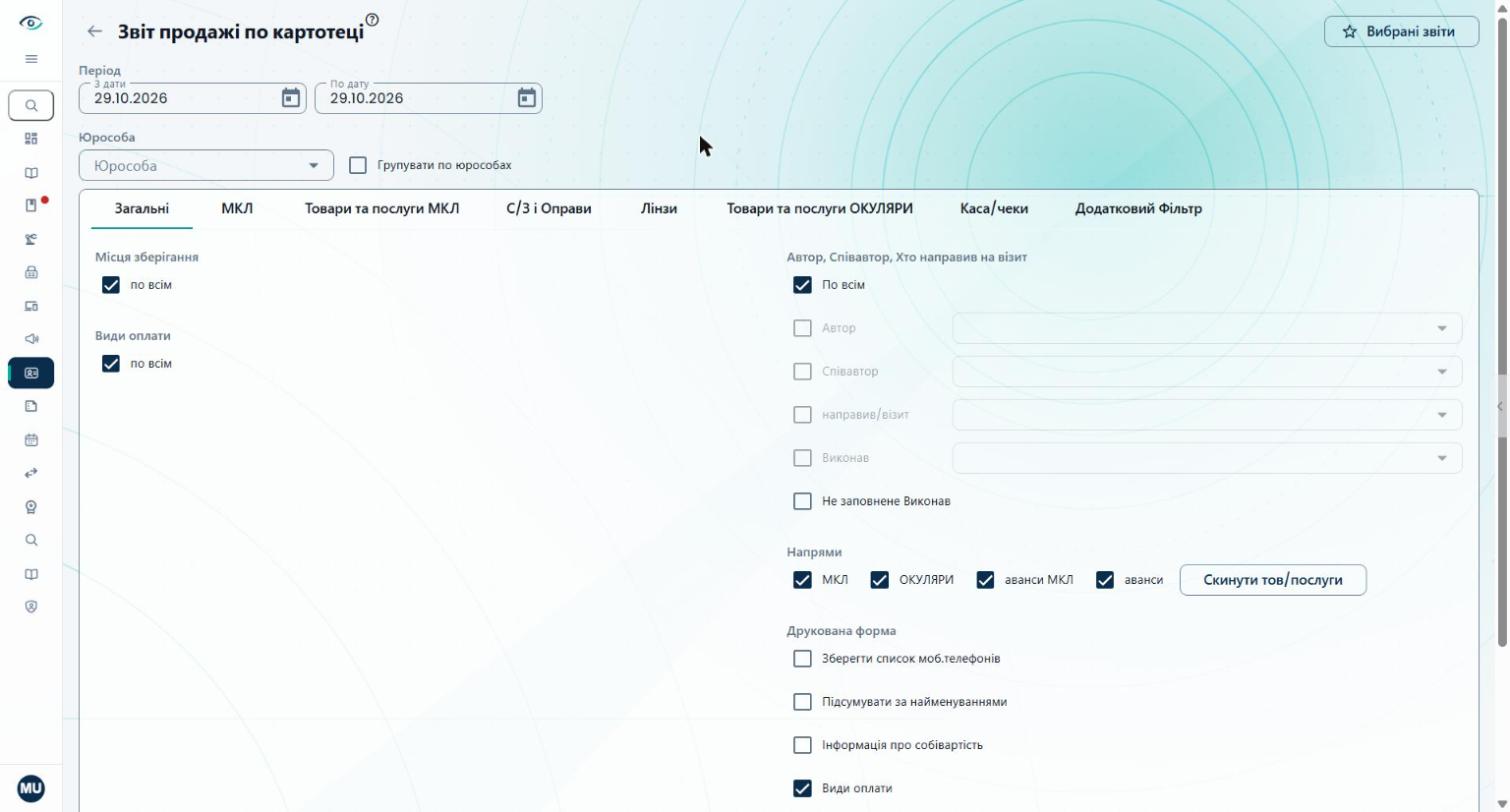 Звіт продажі по картотеці
Вибрані звіти
Період
З дати
29.10.2026
По дату
29.10.2026
Юрособа
Юрособа
Групувати по юрособах
Загальні МКЛ Товари та послуги МКЛ С/З і Оправи Лінзи Товари та послуги ОКУЛЯРИ Каса/чеки Додатковий Фільтр
Місця зберігання
по всім
Види оплати
по всім
Автор, Співавтор, Хто направив на візит
По всім
Автор
Співавтор
направив/візит
Виконав
Не заповнене Виконав
Напрями
МКЛ ОКУЛЯРИ аванси МКЛ аванси Скинути тов/послуги
Друкована форма
Зберегти список моб.телефонів
Підсумувати за найменуваннями
Інформація про собівартість
Види оплати
MU